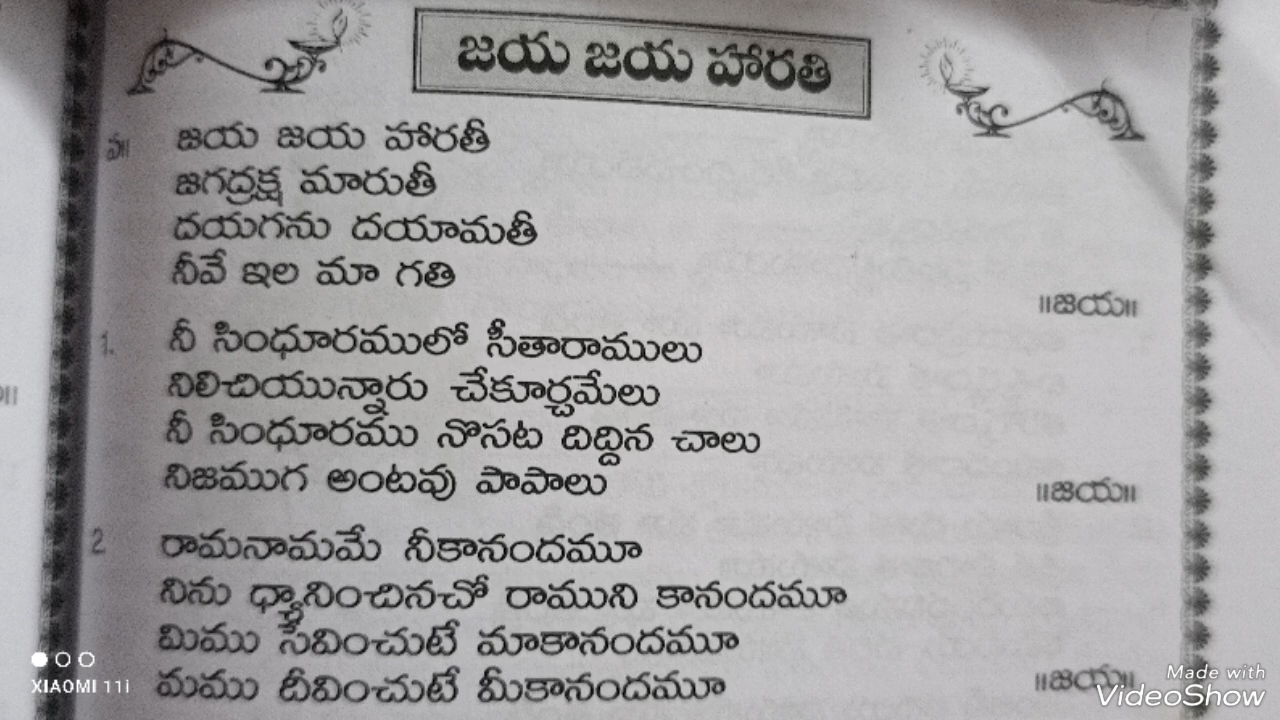 జయ జయ హారతి
ప॥ జయ జయ హారతీ
జగద్రక్ష మారుతీ
దయగను దయామతీ
నీవే ఇల మా గతి
॥జయ॥
1. నీ సింధూరములో సీతారాములు
నిలిచియున్నారు చేకూర్చమేలు
నీ సింధూరము నొసట దిద్దిన చాలు
నిజముగ అంటవు పాపాలు
॥జయ॥
2 రామనామమే నీకానందమూ
నిను ధ్యానించినచో రాముని కానందమూ
మిము సేవించుటే మాకానందమూ
మము దీవించుటే మీకానందమూ
॥జయ॥
XIAOMI 11i
Made with
VideoShow